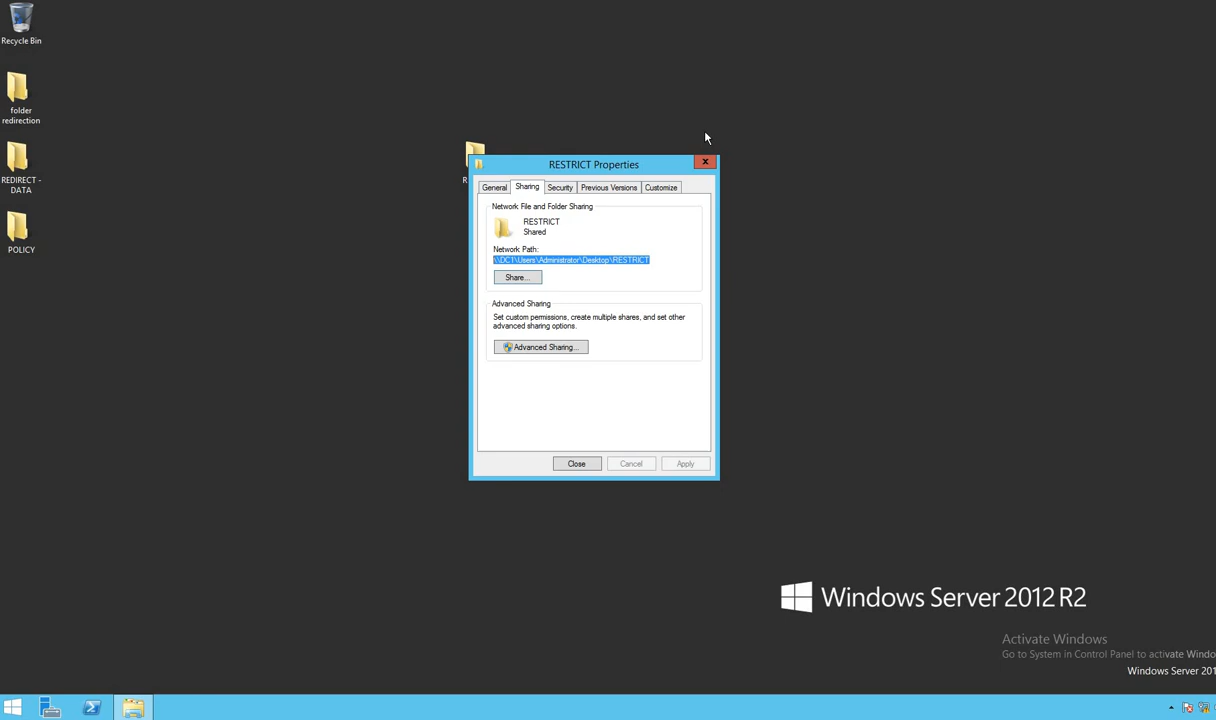 Recycle Bin
folder
redirection
REDIRECT -
DATA
POLICY
RESTRICT Properties
General
Sharing
Security
Previous Versions
Customize
Network File and Folder Sharing
RESTRICT
Shared
Network Path:
\\DC1\Users\Administrator\Desktop\RESTRICT
Share...
Advanced Sharing
Set custom permissions, create multiple shares, and set other
advanced sharing options.
Advanced Sharing...
Close
Cancel
Apply
Windows Server 2012 R2
Activate Windows
Go to System in Control Panel to activate Windo
Windows Server 201